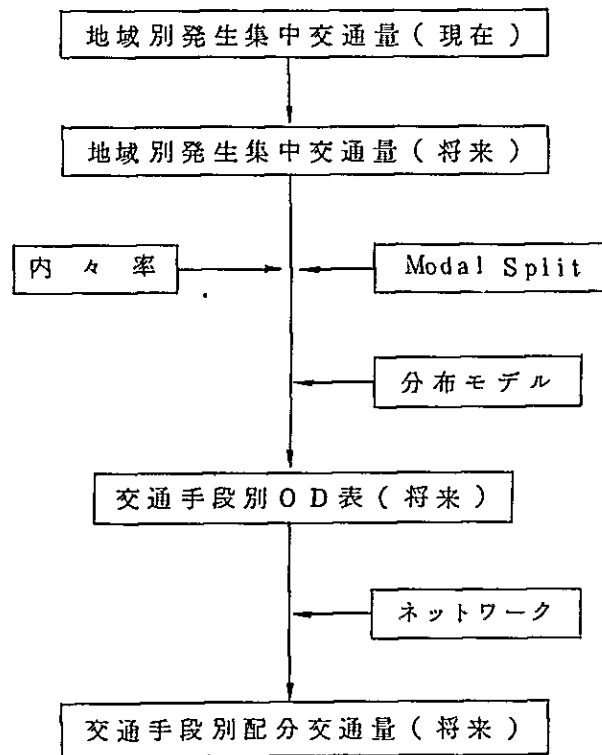 地域別発生集中交通量（現在）
地域別発生集中交通量（将来）
内々率
Modal Split
分布モデル
交通手段別OD表（将来）
ネットワーク
交通手段別配分交通量（将来）